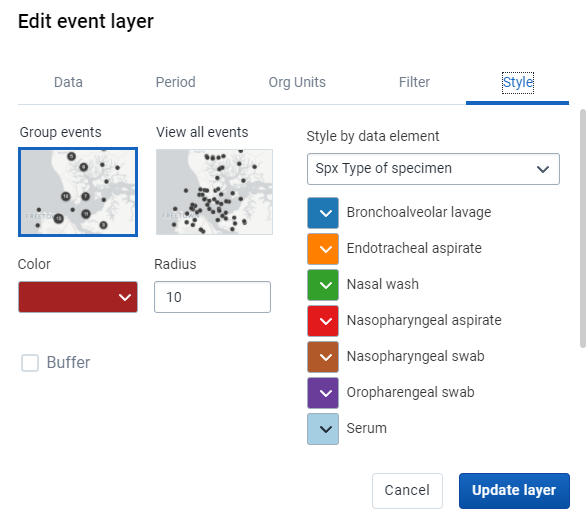 Edit event layer
Data Period Org Units Filter Style
Group events View all events
Style by data element
Spx Type of specimen
Bronchoalveolar lavage
Endotracheal aspirate
Nasal wash
Nasopharyngeal aspirate
Nasopharyngeal swab
Oropharengeal swab
Serum
Color Radius
10
Buffer
Cancel Update layer